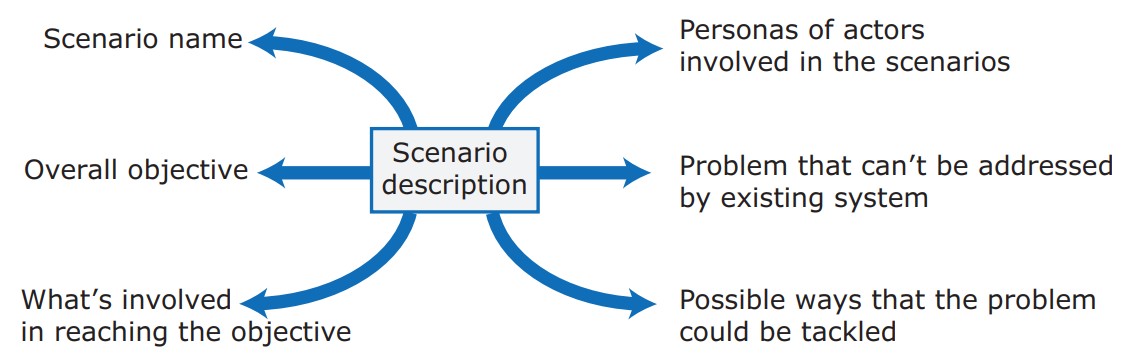 Scenario name
Personas of actors
involved in the scenarios
Scenario
description
Overall objective
Problem that can’t be addressed
by existing system
What’s involved
in reaching the objective
Possible ways that the problem
could be tackled